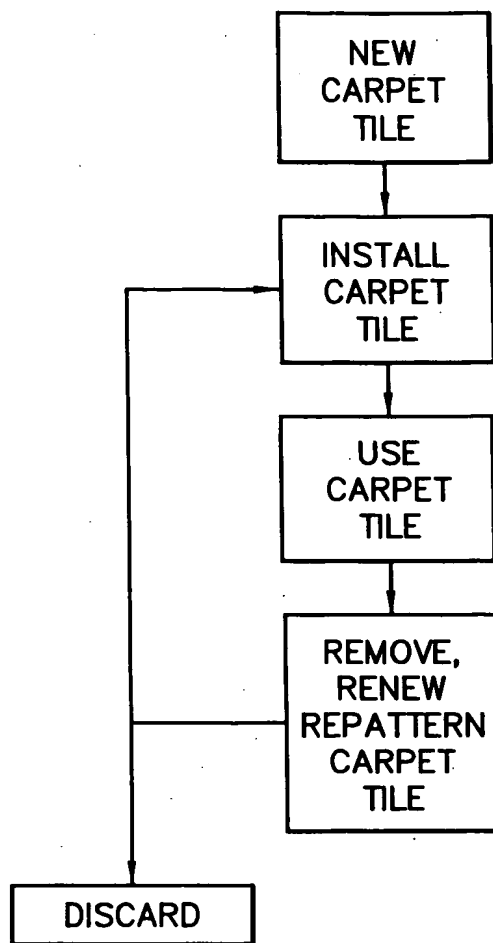 NEW
CARPET
TILE
INSTALL
CARPET
TILE
USE
CARPET
TILE
REMOVE,
RENEW
REPATTERN
CARPET
TILE
DISCARD